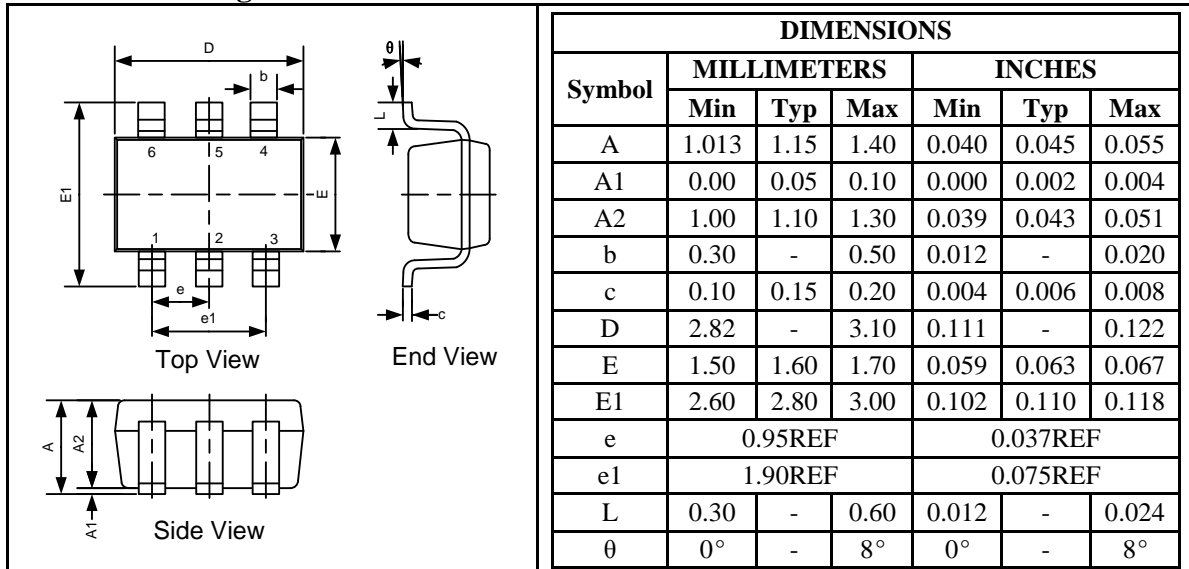 D
b
6 5 4
E1
E
1 2 3
e
e1
Top View
θ
L
c
End View
A
A2
A1
Side View
DIMENSIONS
Symbol MILLIMETERS INCHES
Min Typ Max Min Typ Max
A 1.013 1.15 1.40 0.040 0.045 0.055
A1 0.00 0.05 0.10 0.000 0.002 0.004
A2 1.00 1.10 1.30 0.039 0.043 0.051
b 0.30 - 0.50 0.012 - 0.020
c 0.10 0.15 0.20 0.004 0.006 0.008
D 2.82 - 3.10 0.111 - 0.122
E 1.50 1.60 1.70 0.059 0.063 0.067
E1 2.60 2.80 3.00 0.102 0.110 0.118
e 0.95REF 0.037REF
e1 1.90REF 0.075REF
L 0.30 - 0.60 0.012 - 0.024
θ 0° - 8° 0° - 8°